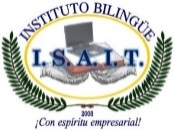 INSTITUTO BILINGÜE
I.S.A.I.T.
2008
¡Con espíritu empresarial!